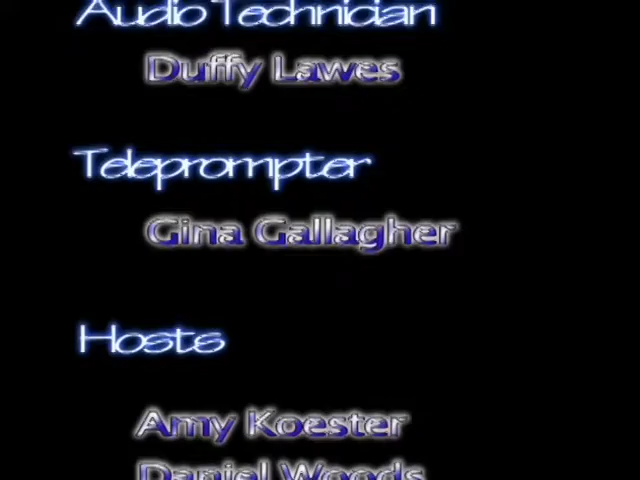 Audio Technician
Duffy Lawes
Teleprompter
Gina Gallagher
Hosts
Amy Koester
Daniel Woods